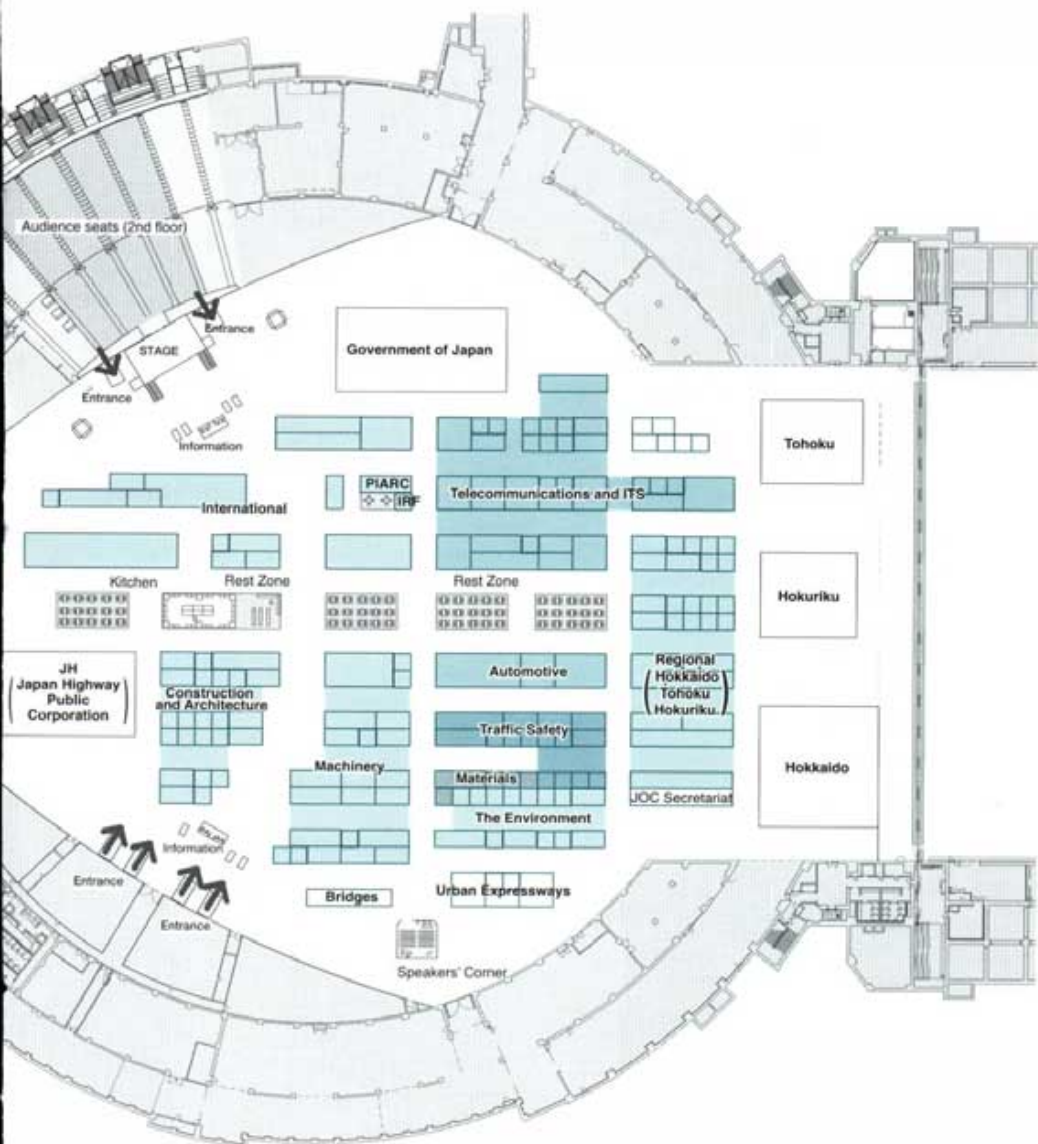 Audience seats (2nd floor)
Entrance
STAGE
Entrance
Government of Japan
Information
Tohoku
PIARC
IRF
Telecommunications and ITS
International
Kitchen
Rest Zone
Rest Zone
Hokuriku
JH
Japan Highway
Public
Corporation
Construction
and Architecture
Automotive
Regional
Hokkaido
Tohoku
Hokuriku
Traffic Safety
Machinery
Materials
Hokkaido
JOC Secretariat
The Environment
Information
Entrance
Entrance
Bridges
Urban Expressways
Speakers' Corner